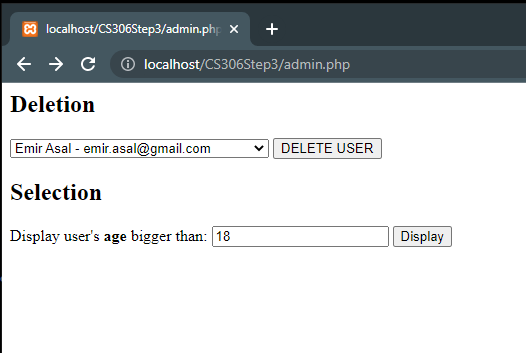 localhost/CS306Step3/admin.php
localhost/CS306Step3/admin.php
Deletion
Emir Asal - emir.asal@gmail.com DELETE USER
Selection
Display user's age bigger than: 18 Display